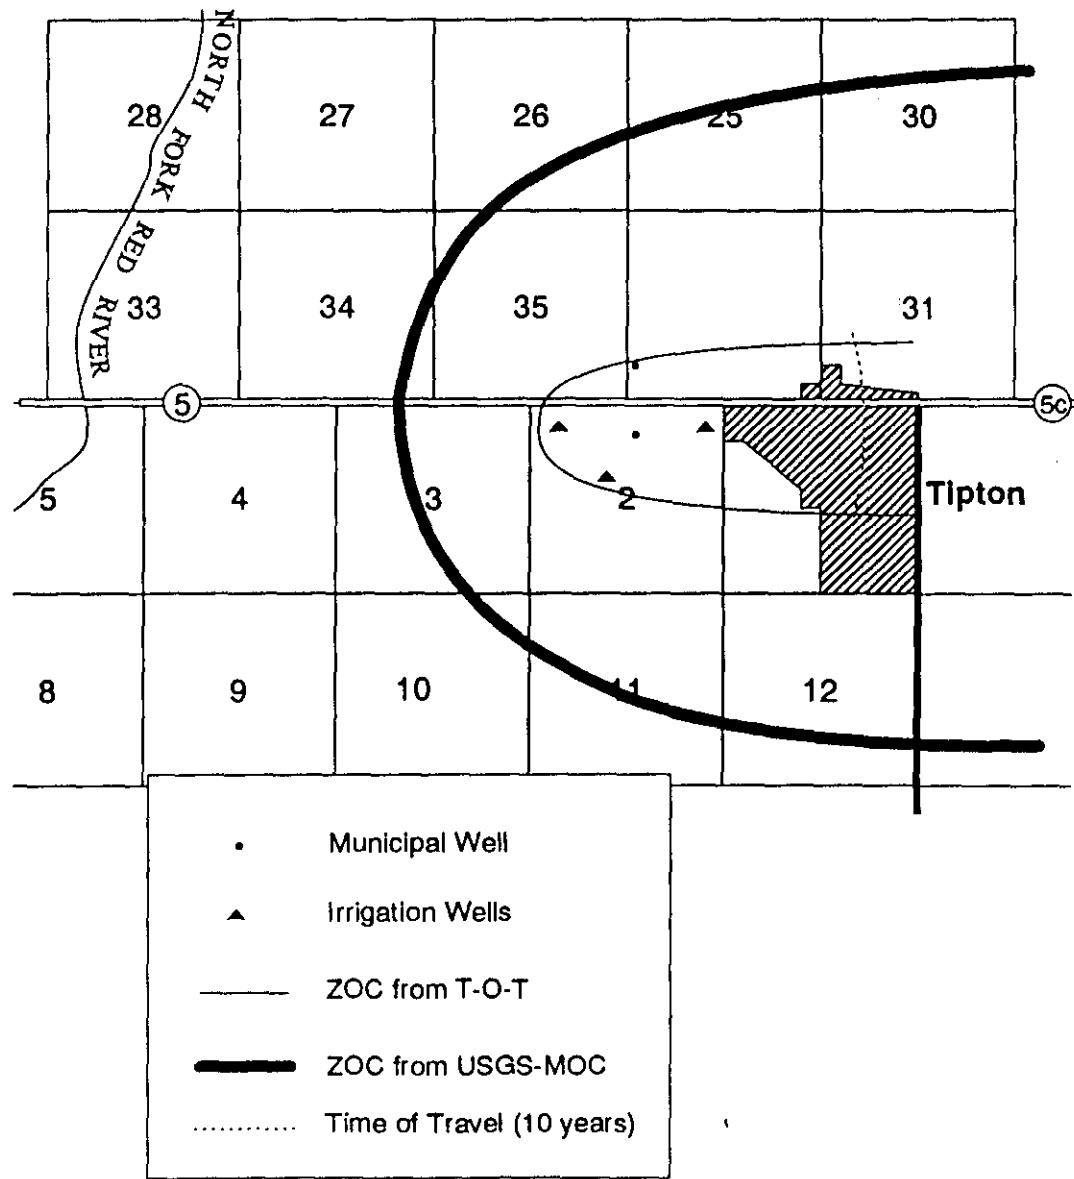 NORTH FORK RED RIVER
28 27 26 25 30
33 34 35 31
5 5c
5 4 3 2 Tipton
8 9 10 11 12
Municipal Well
Irrigation Wells
ZOC from T-O-T
ZOC from USGS-MOC
Time of Travel (10 years)